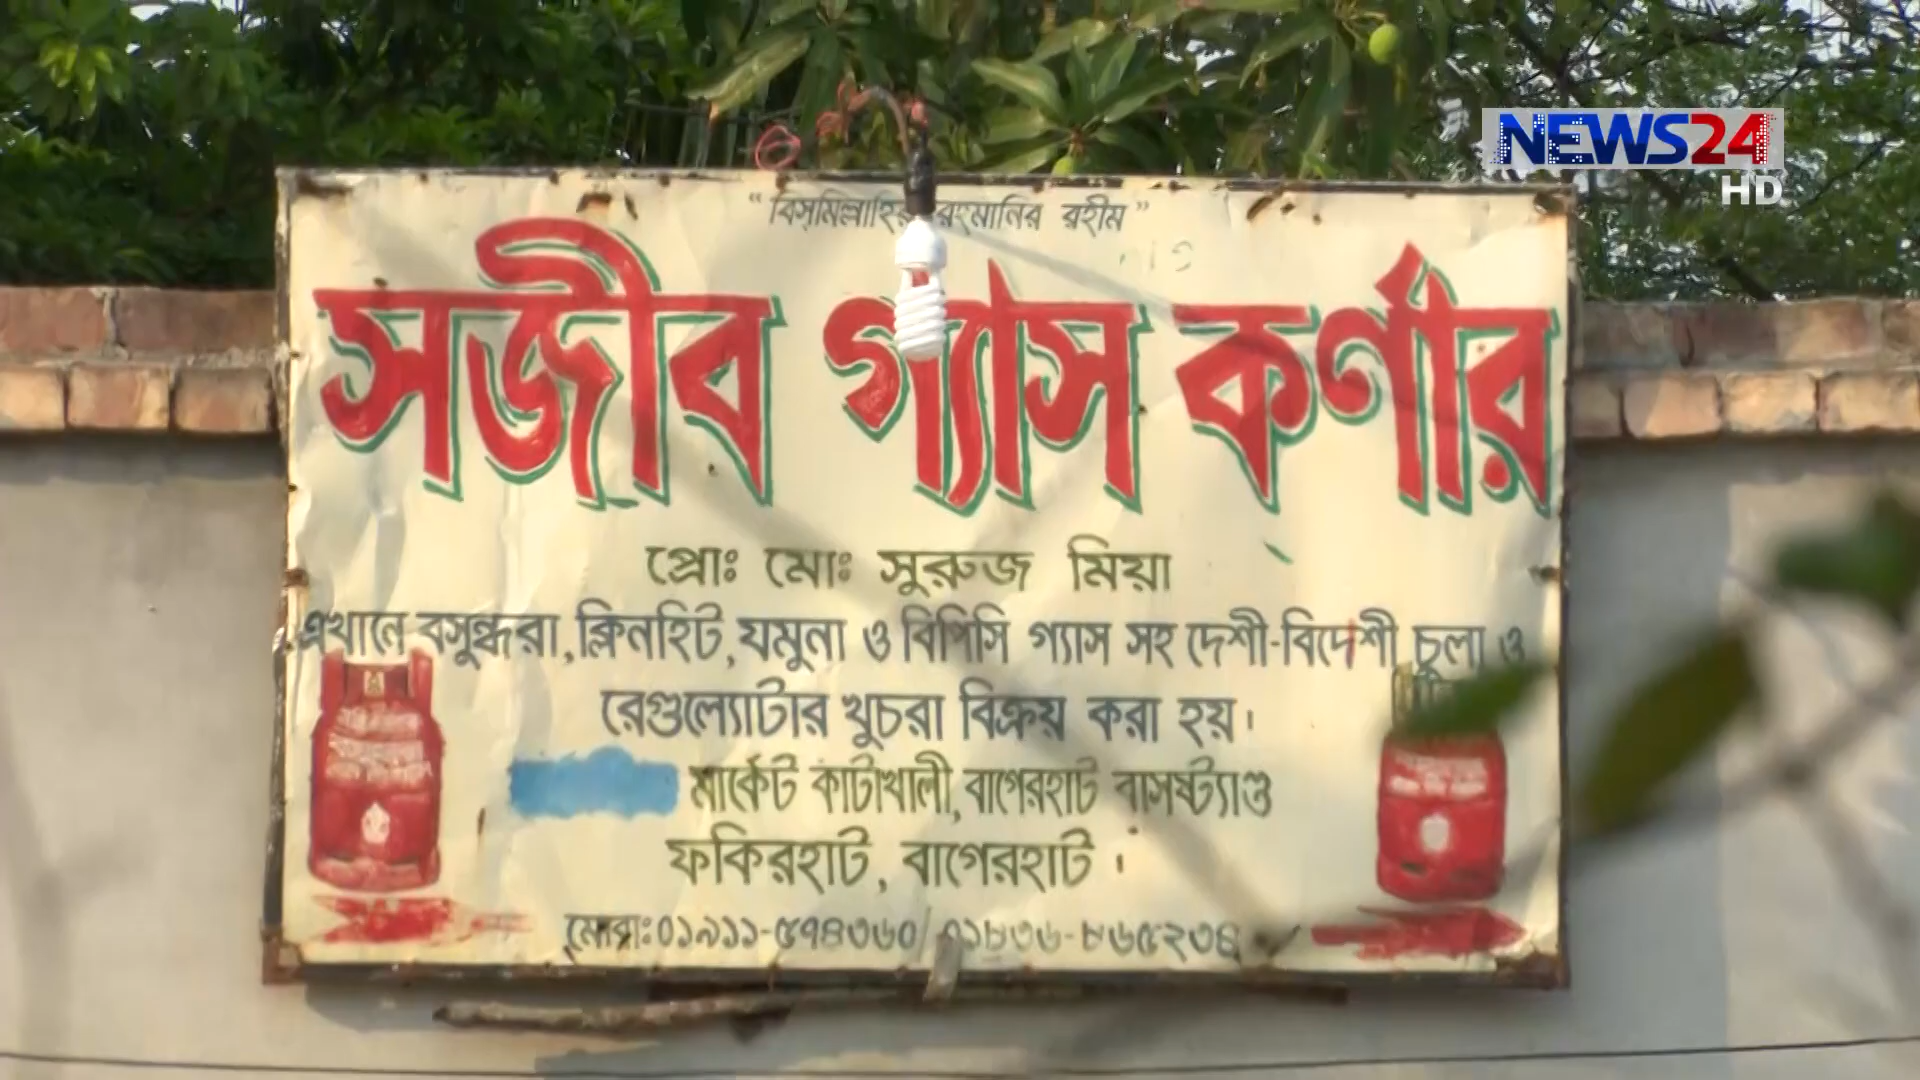 NEWS24
HD
"বিস্‌মিল্লাহির রহমানির রহীম"
সজীব গ্যাস কর্ণার
প্রোঃ মোঃ সুরুজ মিয়া
এখানে বসুন্ধরা, ক্লিনহিট, যমুনা ও বিপিসি গ্যাস সহ দেশী-বিদেশী চুলা ও
রেগুল্যেটার খুচরা বিক্রয় করা হয়।
মার্কেট কাটাখালী, বাগেরহাট বাসষ্ট্যাণ্ড
ফকিরহাট, বাগেরহাট।
মোবা: ০১৯১১-৫৭৪৩৬০/ ০১৮৩৬-৮৬৫২৩৪